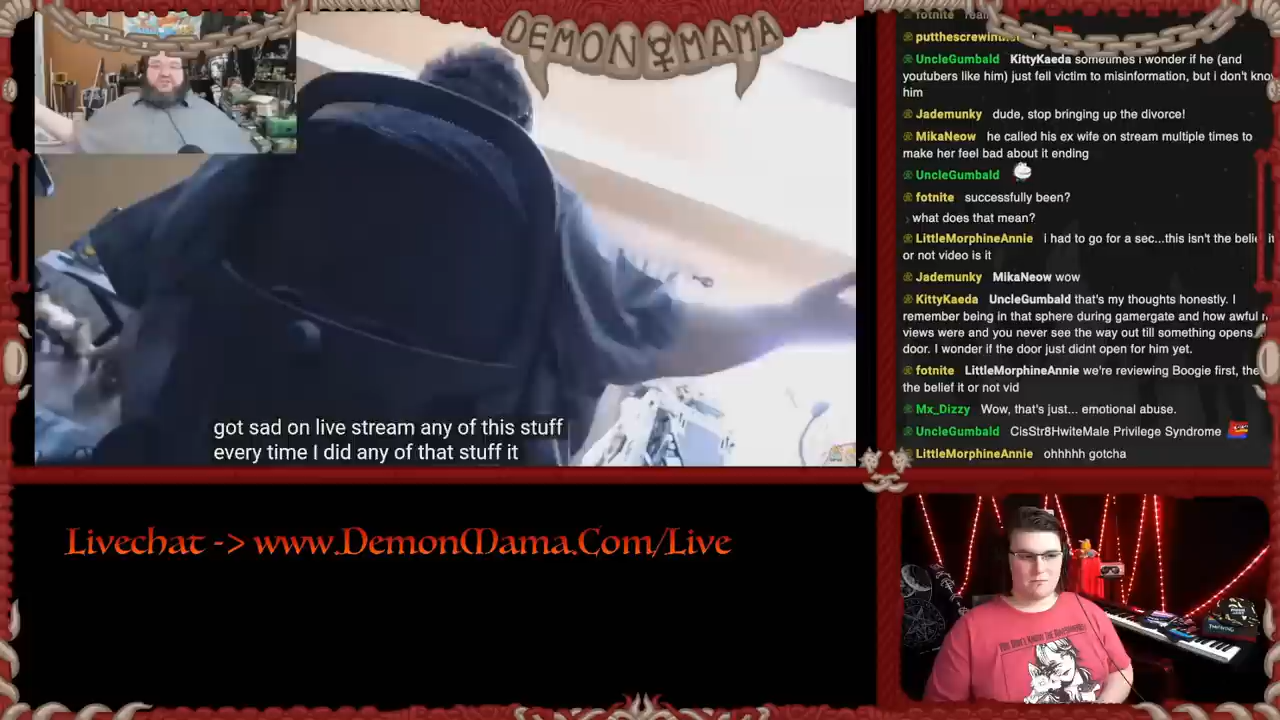 DEMON MAMA
fotnite
UncleGumbald KittyKaeda sometimes i wonder if he (and
youtubers like him) just fell victim to misinformation, but i don't know
him
Jademunky dude, stop bringing up the divorce!
MikaNeow he called his ex wife on stream multiple times to
make her feel bad about it ending
UncleGumbald
fotnite successfully been?
what does that mean?
LittleMorphineAnnie i had to go for a sec...this isn't the belie it
or not video is it
Jademunky MikaNeow wow
KittyKaeda UncleGumbald that's my thoughts honestly. I
remember being in that sphere during gamergate and how awful
views were and you never see the way out till something opens
door. I wonder if the door just didnt open for him yet.
fotnite LittleMorphineAnnie we're reviewing Boogie first, the
the belief it or not vid
Mx_Dizzy Wow, that's just... emotional abuse.
UncleGumbald CisStr8HwiteMale Privilege Syndrome
LittleMorphineAnnie ohhhhh gotcha
got sad on live stream any of this stuff
every time I did any of that stuff it
Livechat -> www.DemonMama.Com/Live